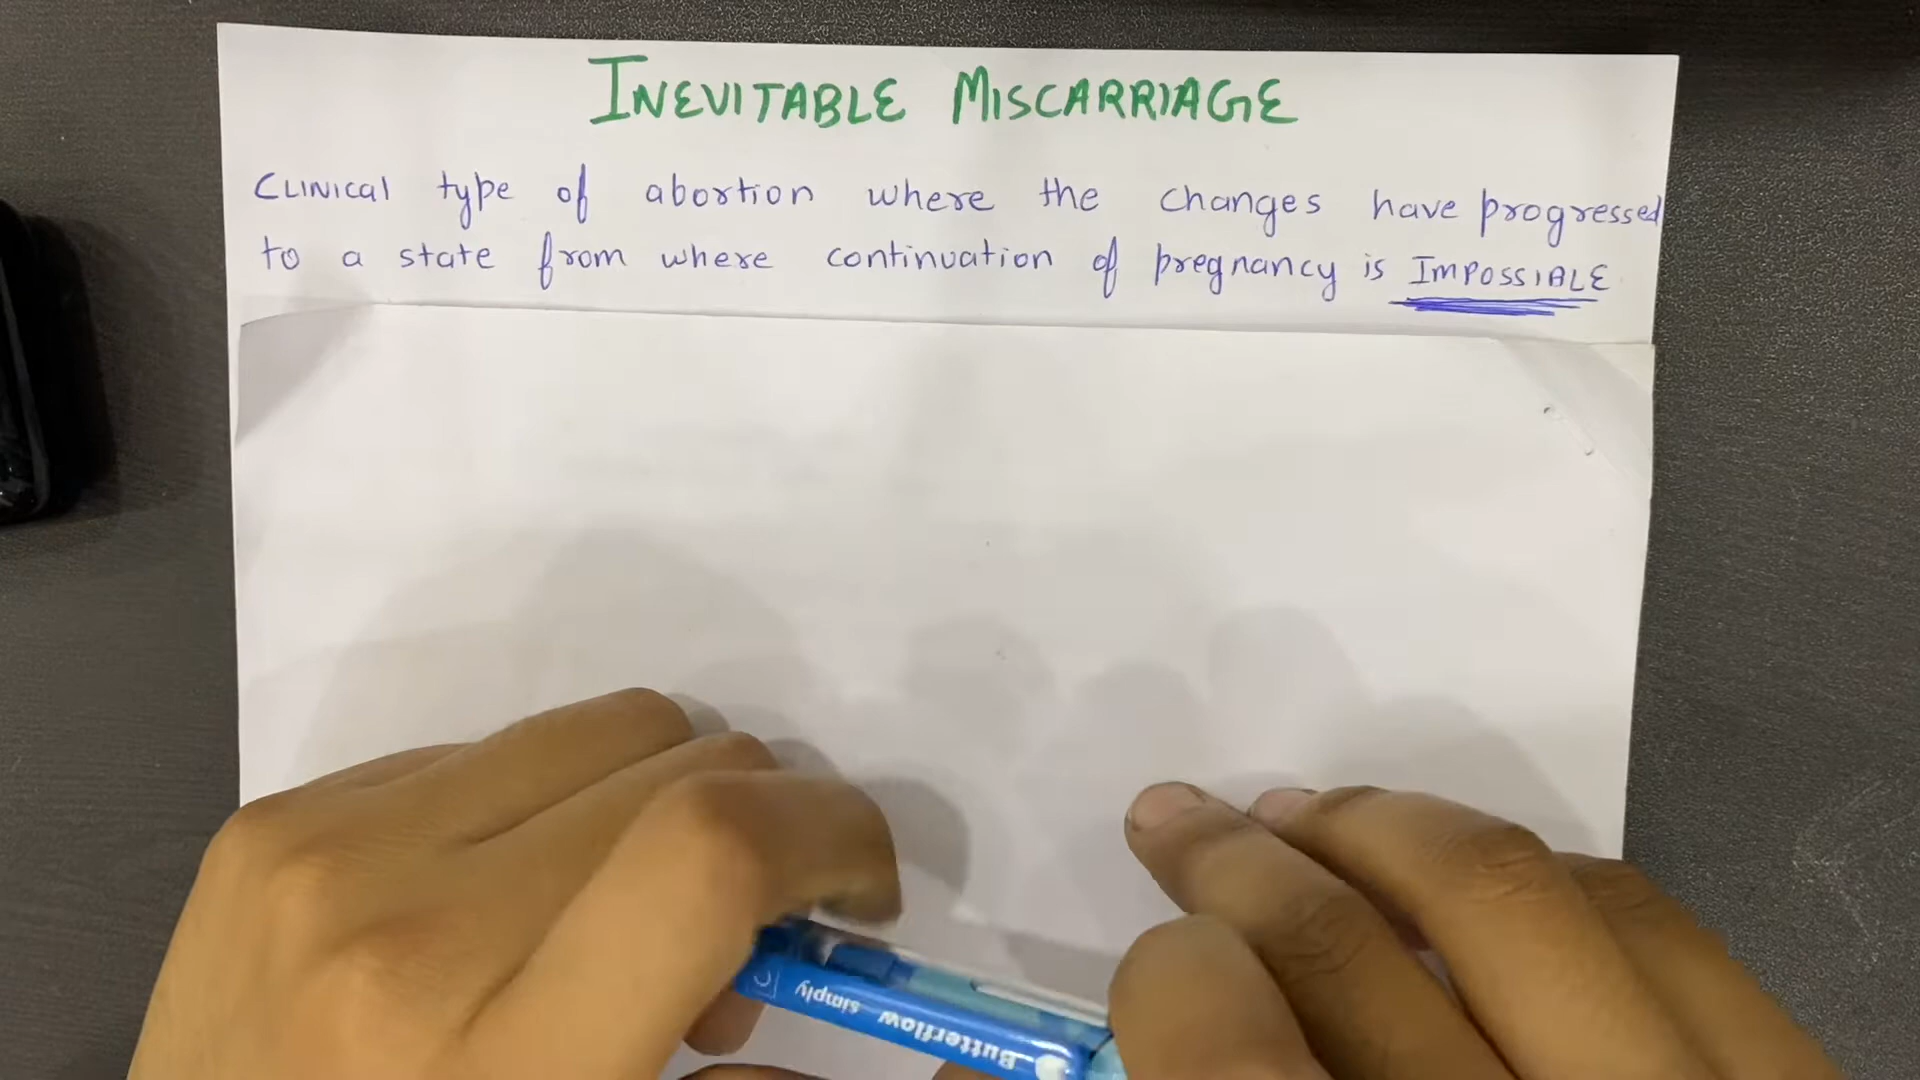 INEVITABLE MISCARRIAGE
CLINICAL type of abortion where the changes have progressed
to a state from where continuation of pregnancy is IMPOSSIBLE
Butterflow simply